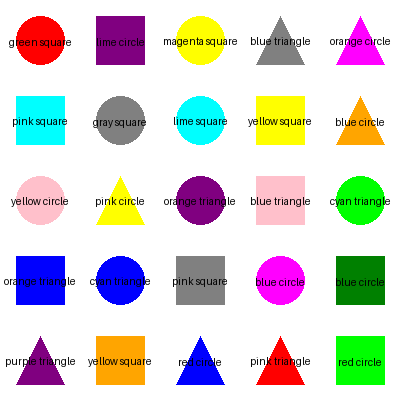 green square
lime circle
magenta square
blue triangle
orange circle
pink square
gray square
lime square
yellow square
blue circle
yellow circle
pink circle
orange triangle
blue triangle
cyan triangle
orange triangle
cyan triangle
pink square
blue circle
blue circle
purple triangle
yellow square
red circle
pink triangle
red circle